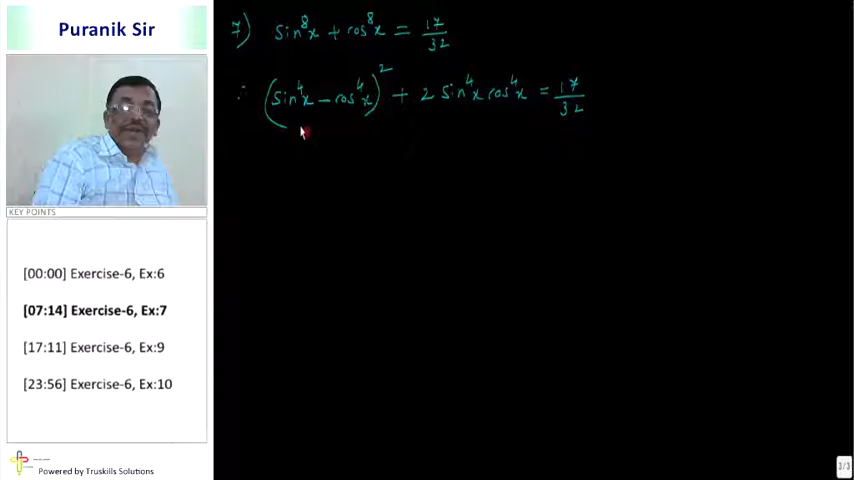 Puranik Sir
7) sin⁸x + cos⁸x = 17/32
∴ (sin⁴x − cos⁴x)² + 2 sin⁴x cos⁴x = 17/32
KEY POINTS
[00:00] Exercise-6, Ex:6
[07:14] Exercise-6, Ex:7
[17:11] Exercise-6, Ex:9
[23:56] Exercise-6, Ex:10
Powered by Truskills Solutions
3/3